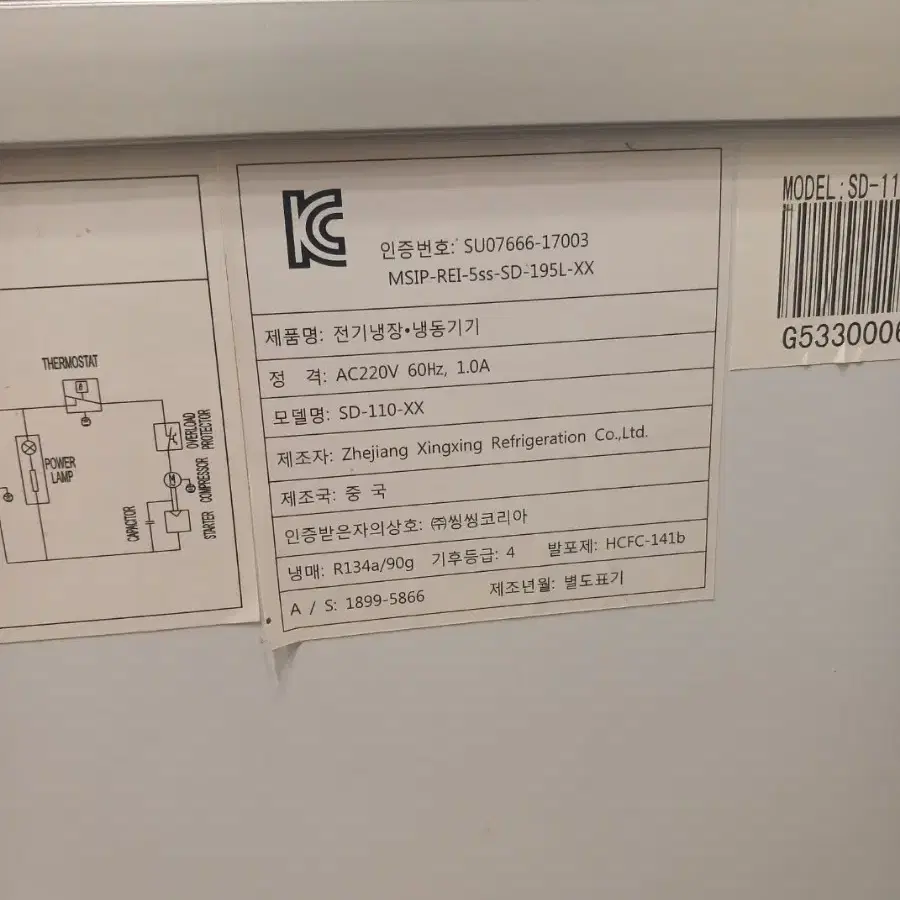 THERMOSTAT
POWER
LAMP
CAPACITOR
STARTER
COMPRESSOR
OVERLOAD
PROTECTOR
M
KC
인증번호: SU07666-17003
MSIP-REI-5ss-SD-195L-XX
제품명: 전기냉장•냉동기기
정 격: AC220V 60Hz, 1.0A
모델명: SD-110-XX
제조자: Zhejiang Xingxing Refrigeration Co.,Ltd.
제조국: 중 국
인증받은자의상호: ㈜씽씽코리아
냉매: R134a/90g 기후등급: 4 발포제: HCFC-141b
A / S: 1899-5866 제조년월: 별도표기
MODEL:SD-11
G533000